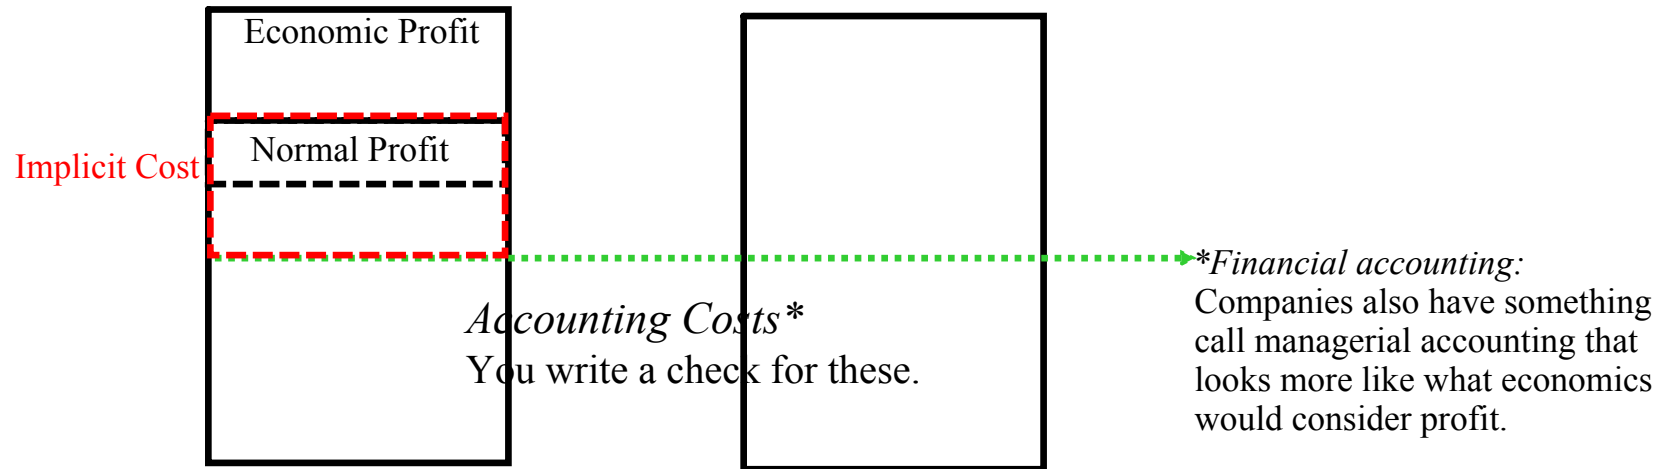 Economic Profit
Normal Profit
Implicit Cost
Accounting Costs*
You write a check for these.
*Financial accounting:
Companies also have something
call managerial accounting that
looks more like what economics
would consider profit.